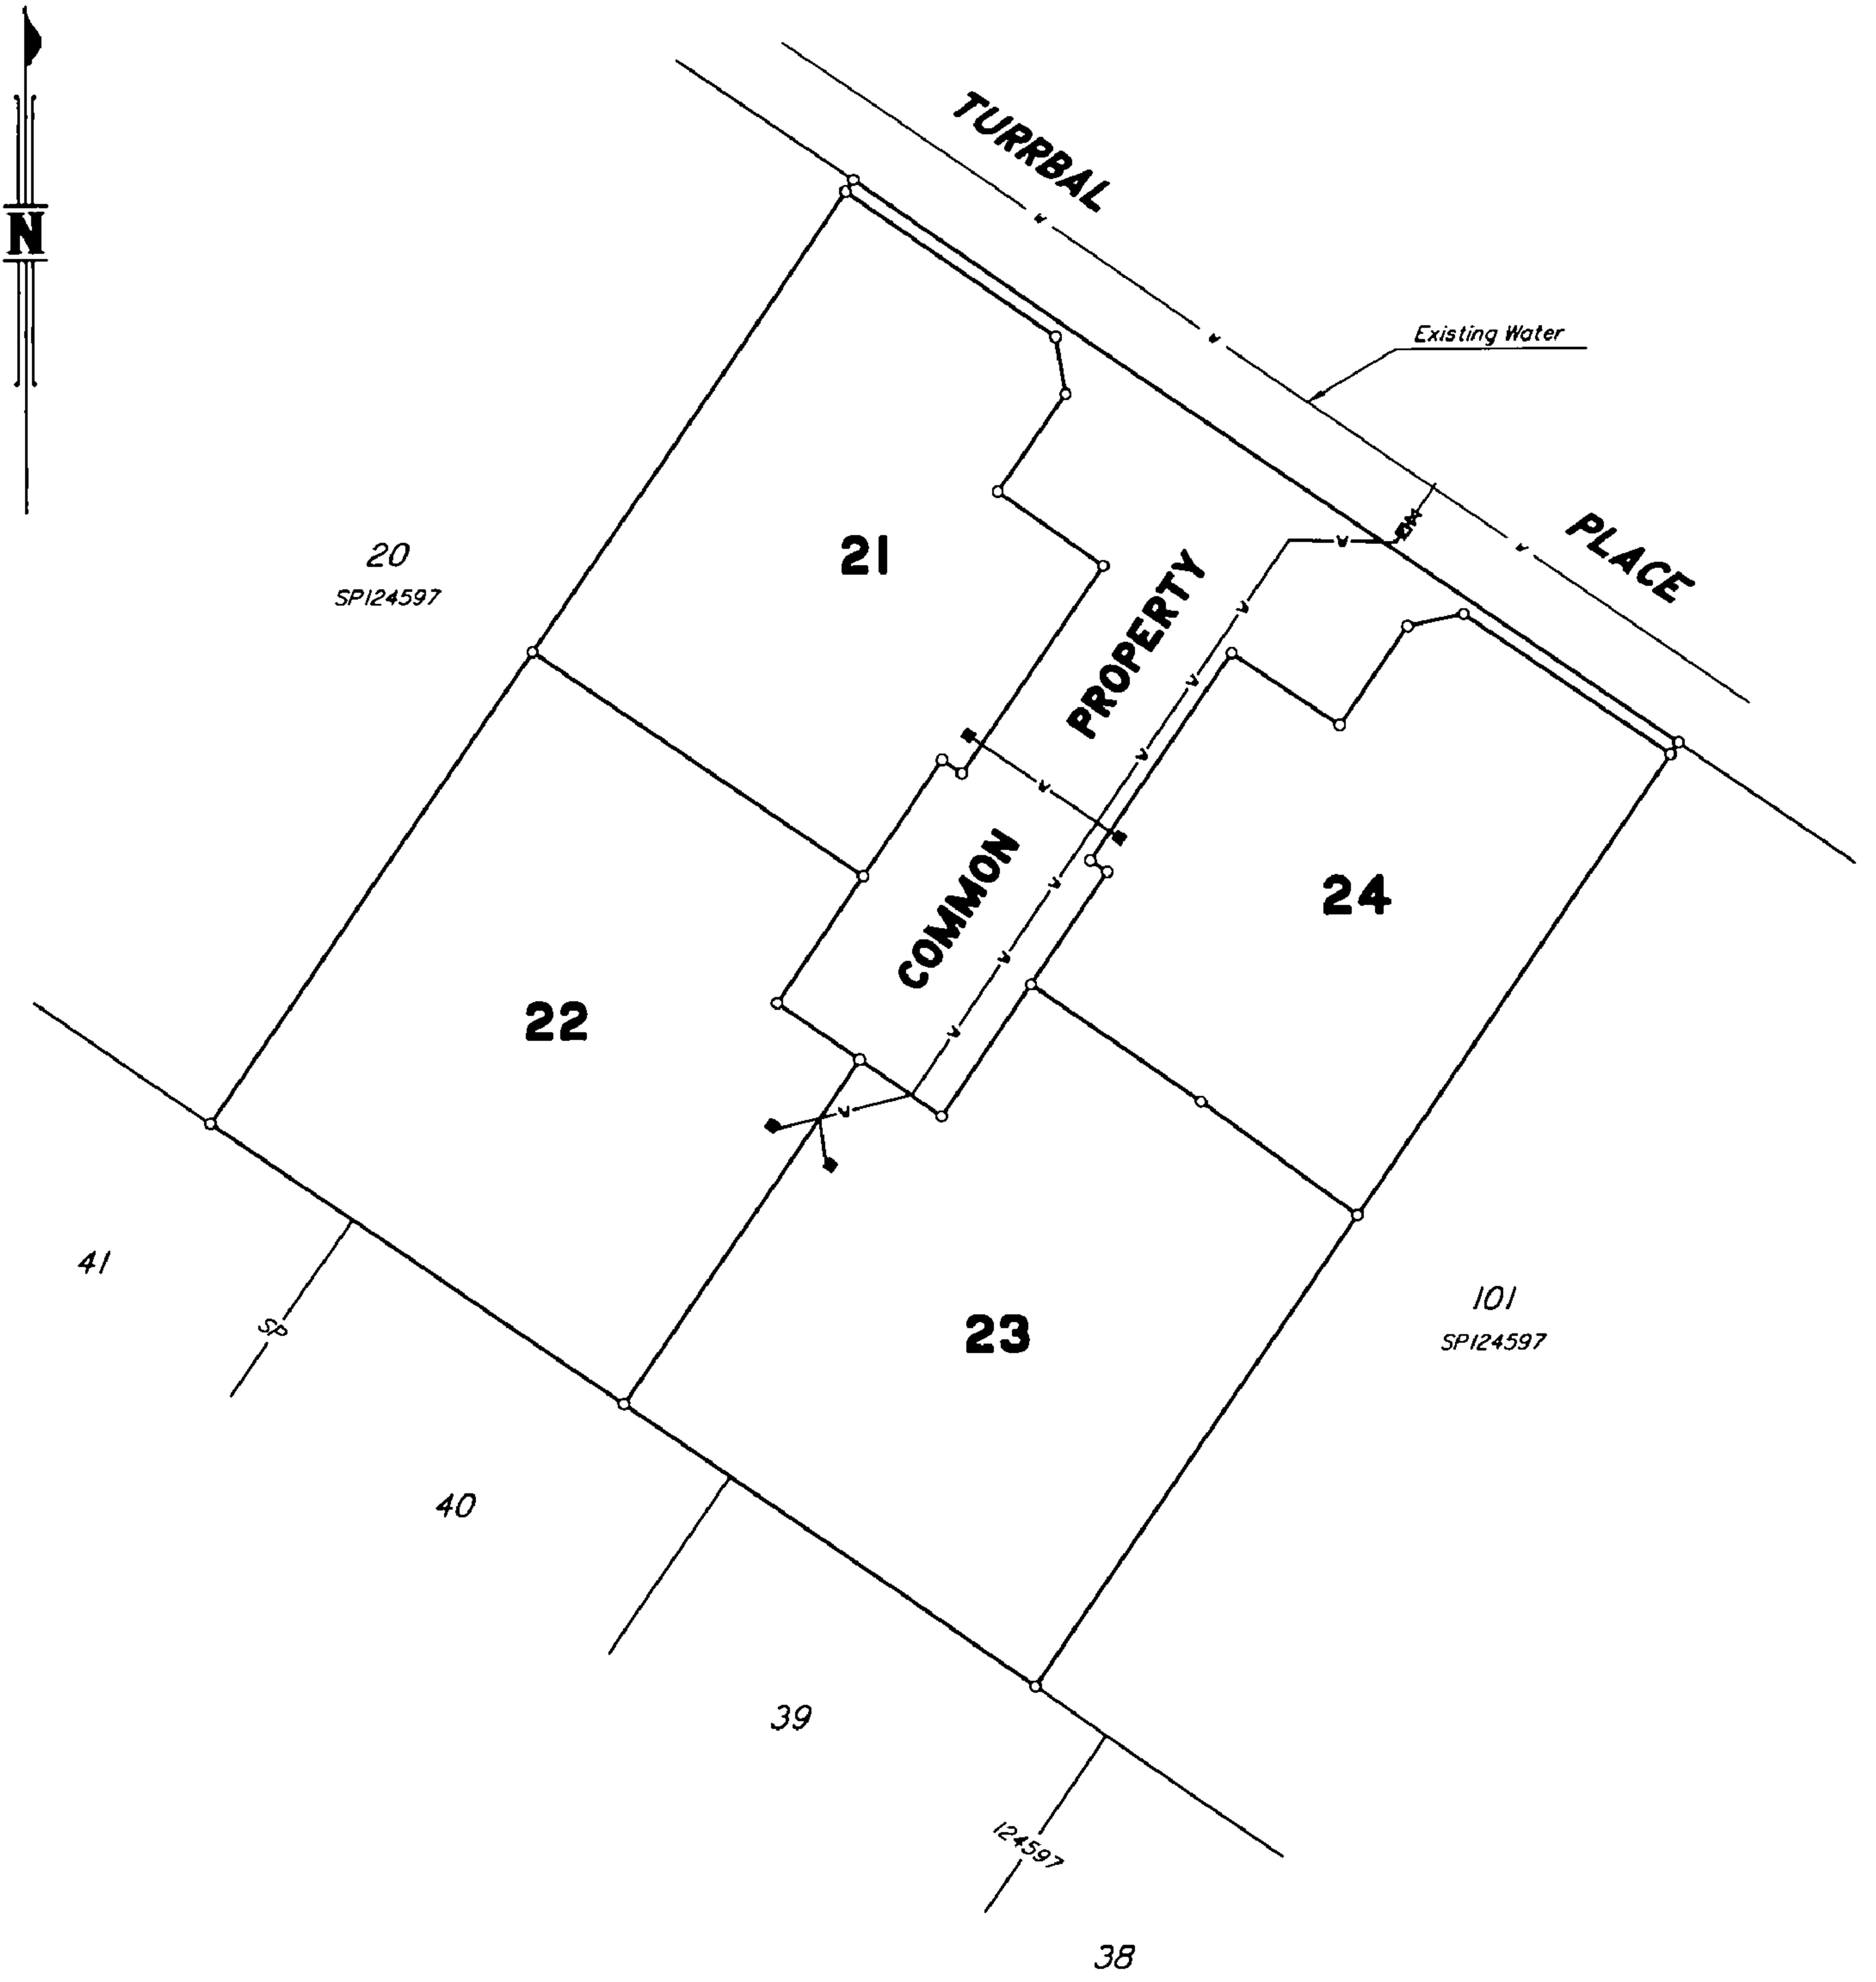 N
TURRBAL
Existing Water
PLACE
20
SP124597
21
PROPERTY
COMMON
24
22
41
SP
23
101
SP124597
40
39
124597
38